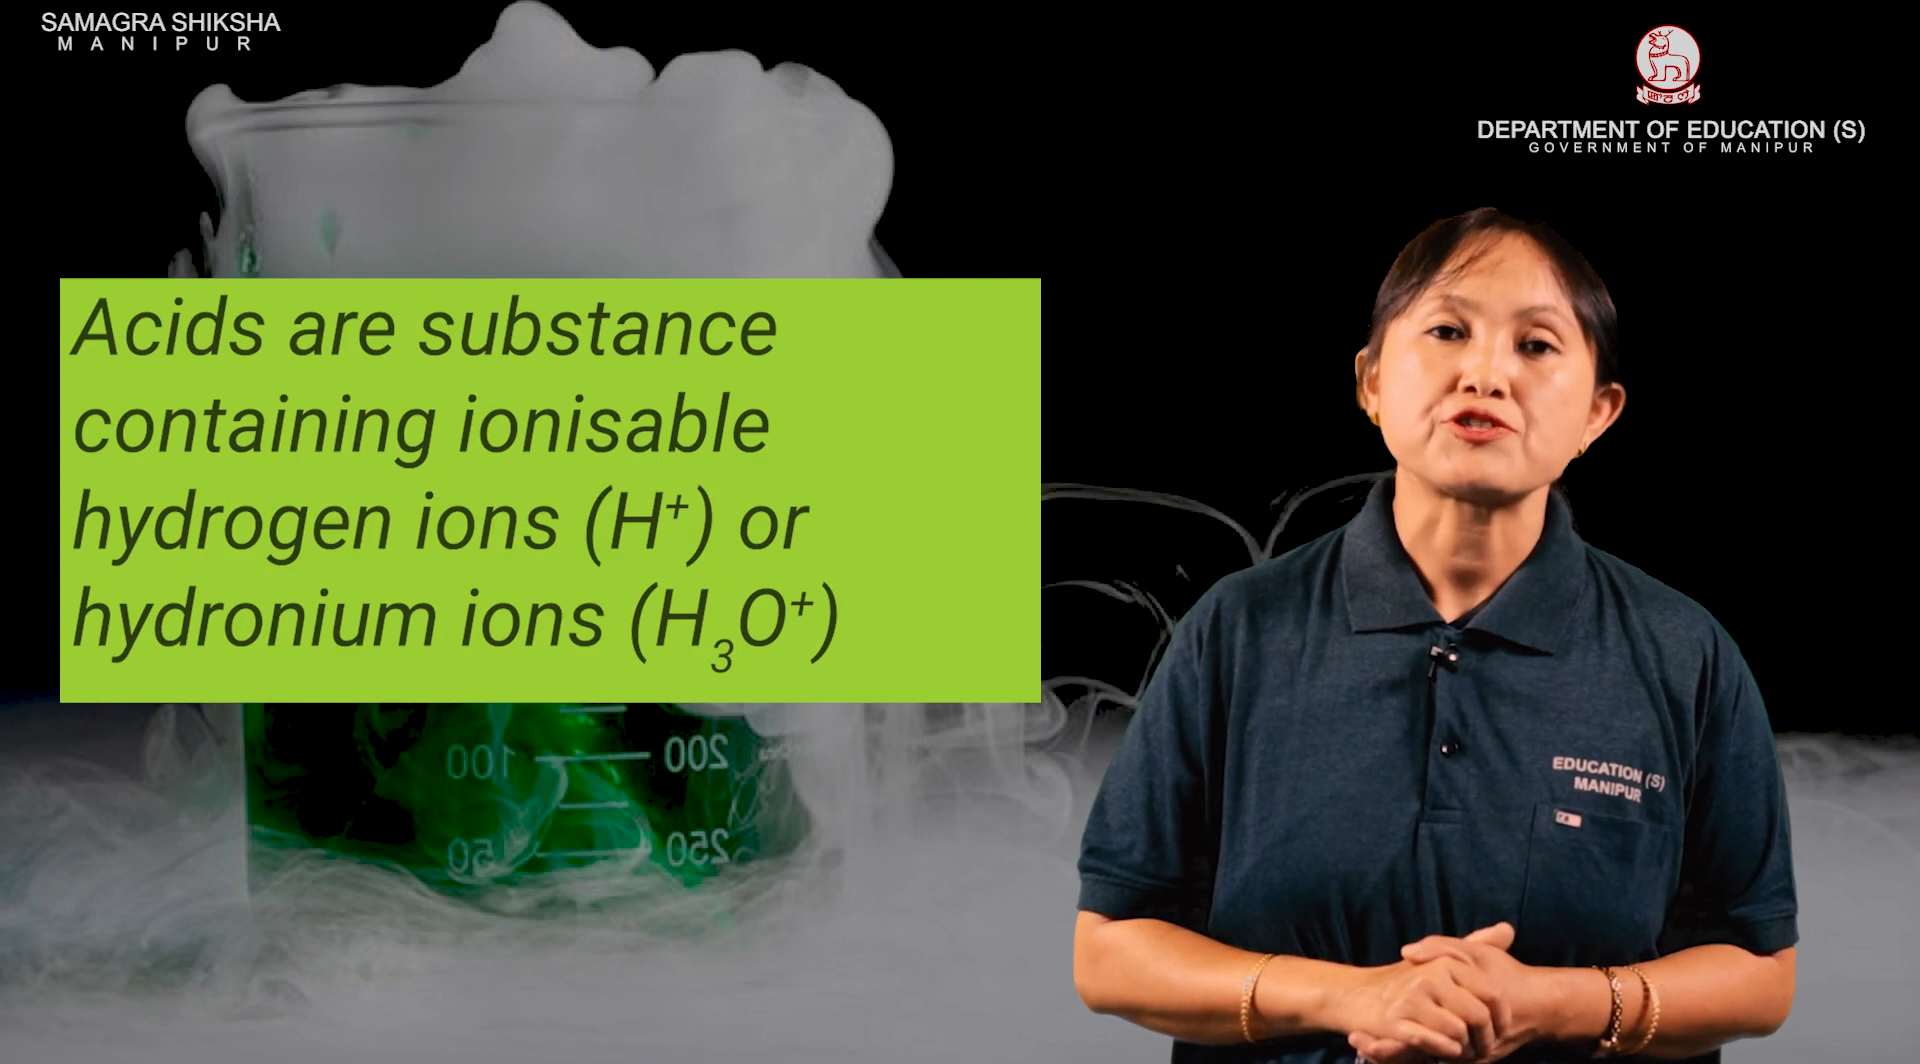 SAMAGRA SHIKSHA
MANIPUR
DEPARTMENT OF EDUCATION (S)
GOVERNMENT OF MANIPUR
Acids are substance
containing ionisable
hydrogen ions (H⁺) or
hydronium ions (H₃O⁺)
100 200
50 250
EDUCATION (S)
MANIPUR